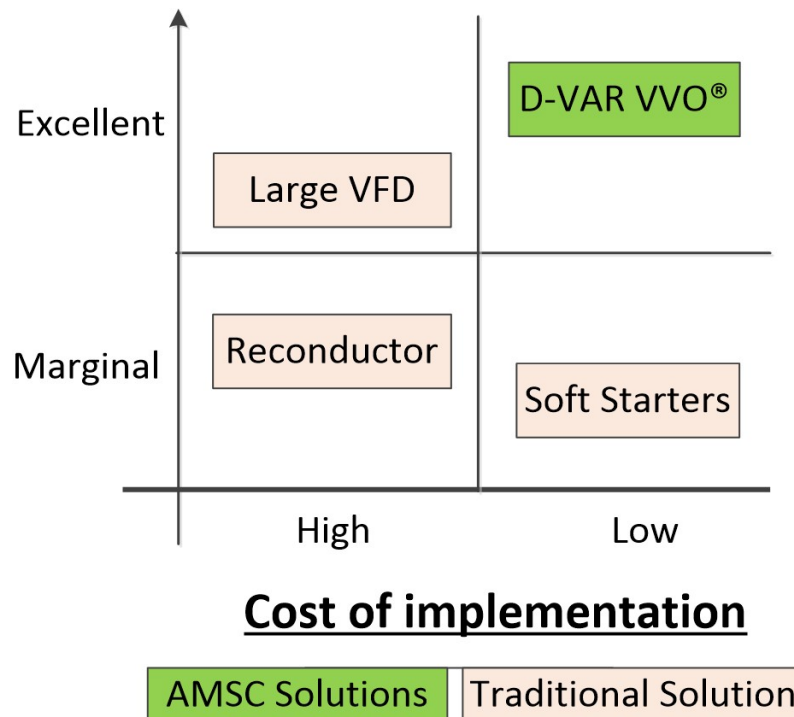 Excellent
D-VAR VVO®
Large VFD
Marginal
Reconductor
Soft Starters
High
Low
Cost of implementation
AMSC Solutions
Traditional Solution